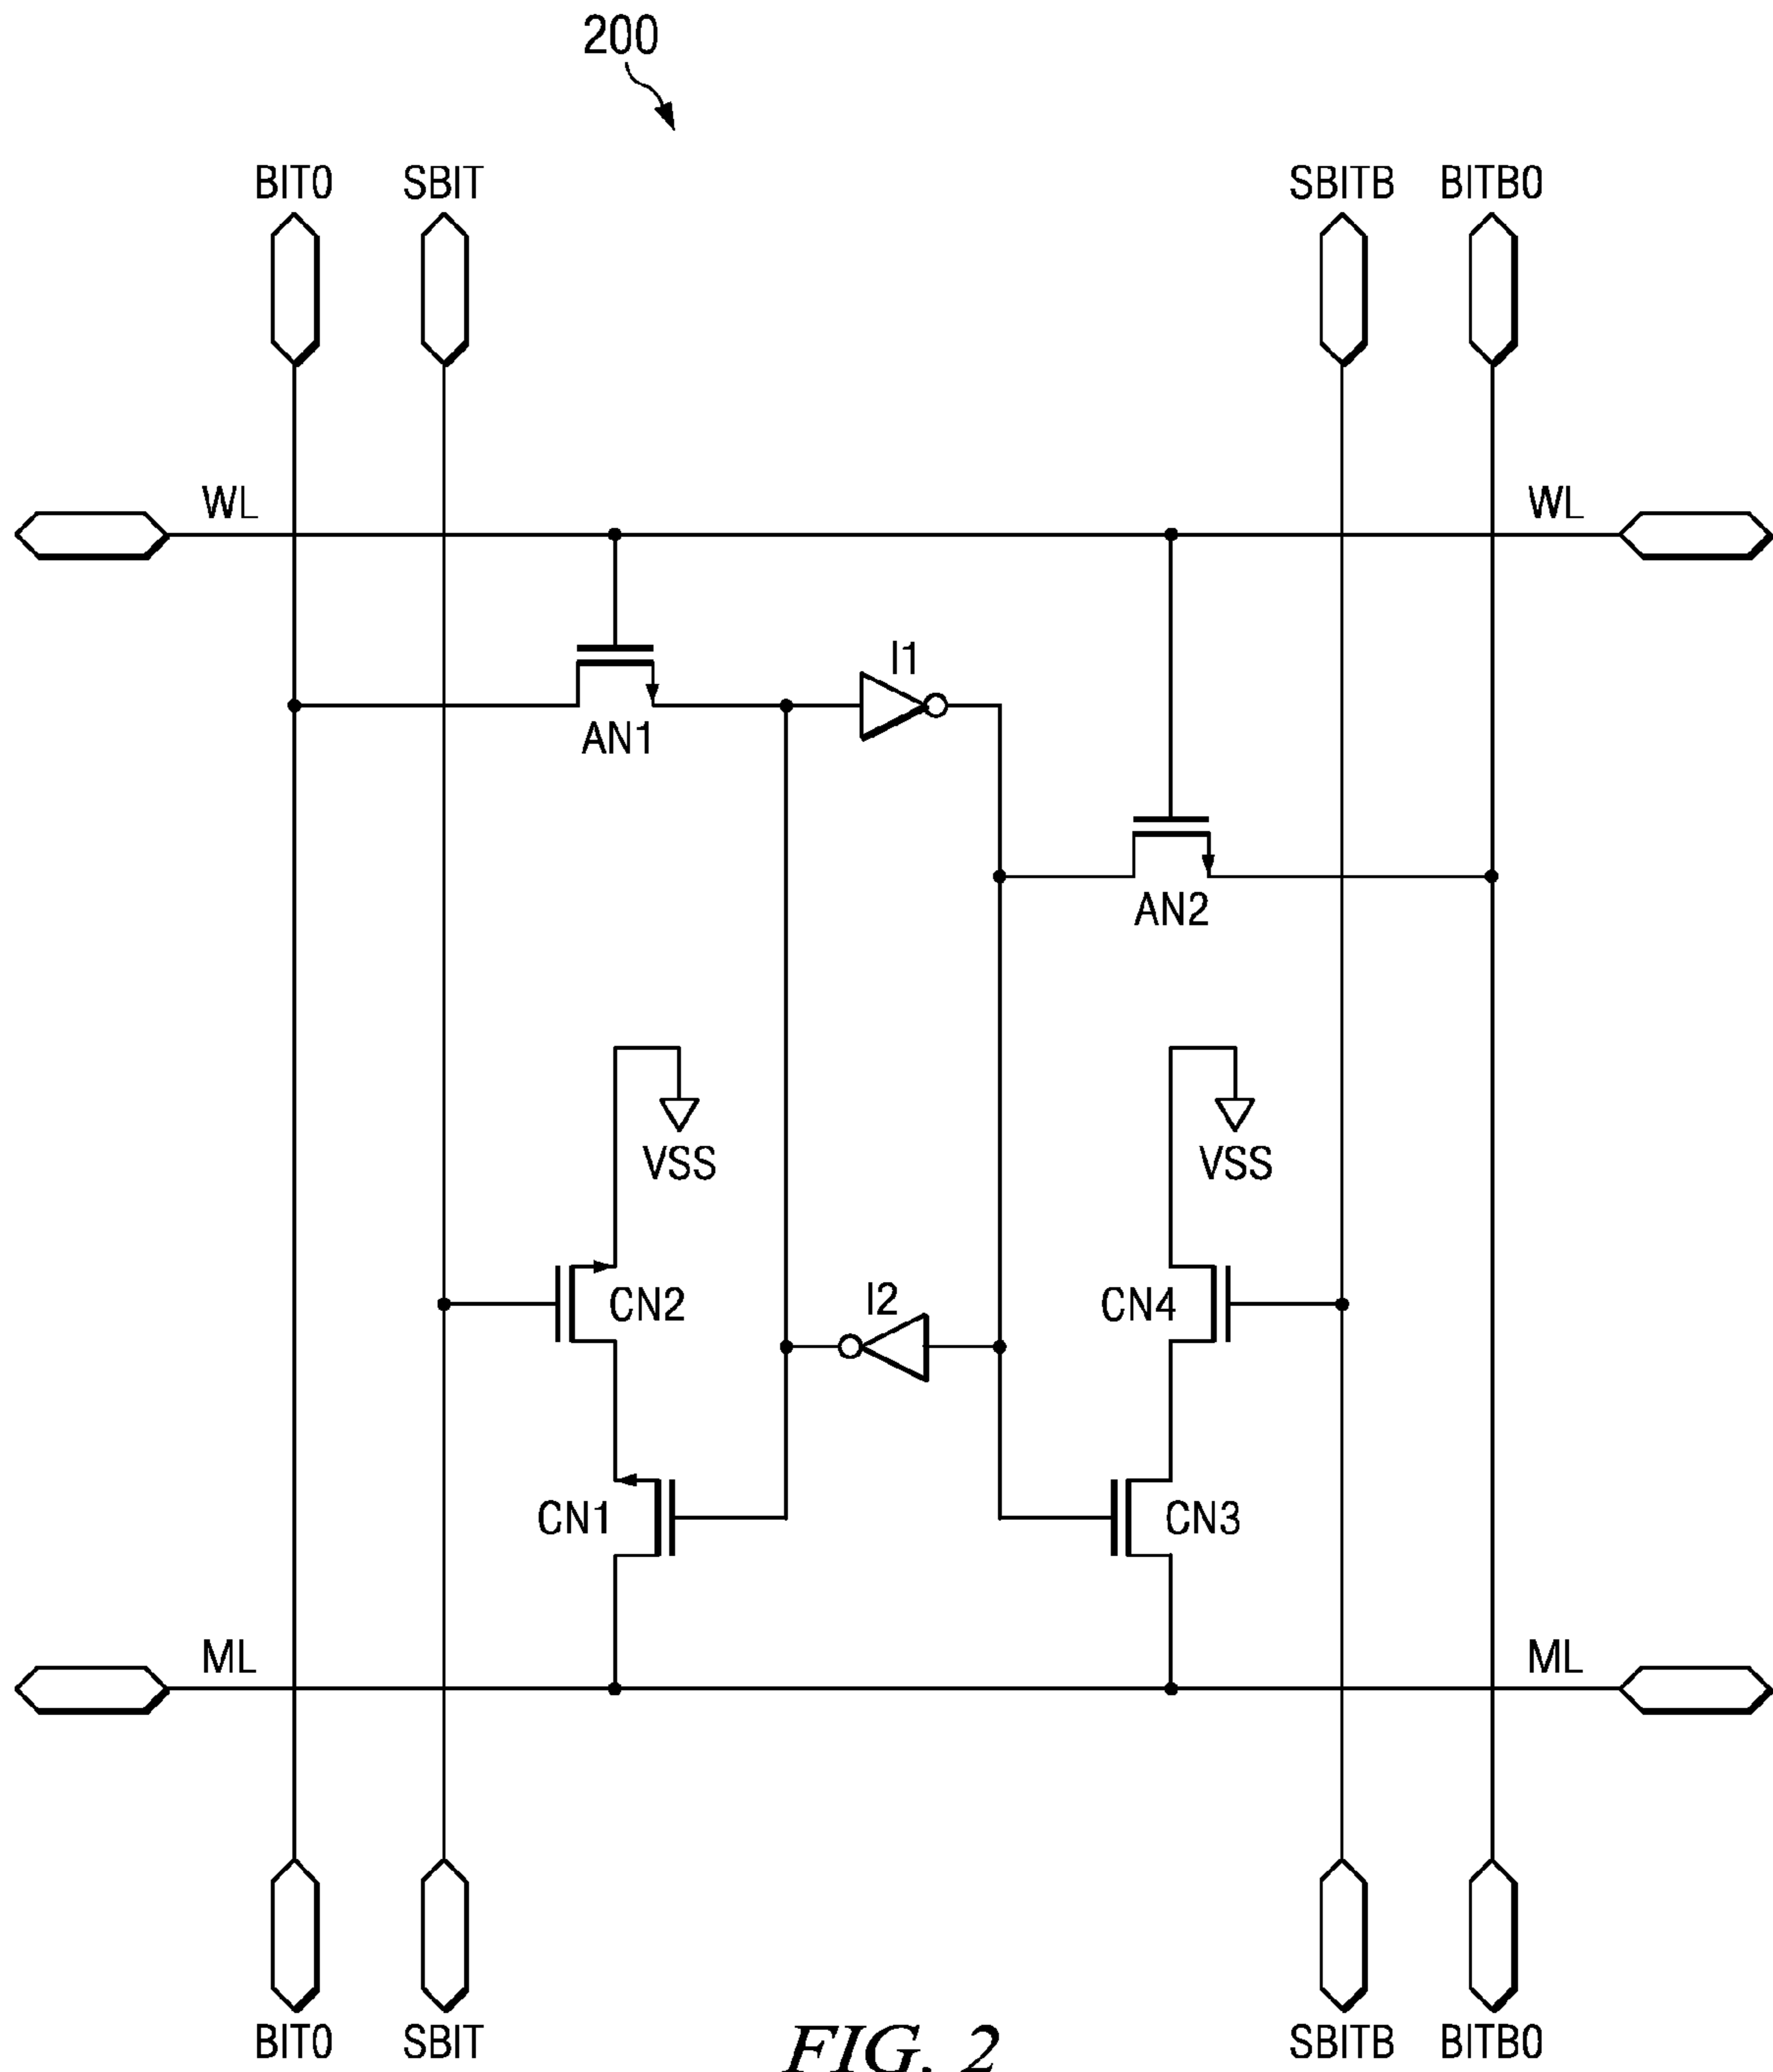 200
BIT0 SBIT SBITB BITB0
WL WL
I1
AN1
AN2
VSS VSS
CN2 I2 CN4
CN1 CN3
ML ML
BIT0 SBIT SBITB BITB0
FIG. 2